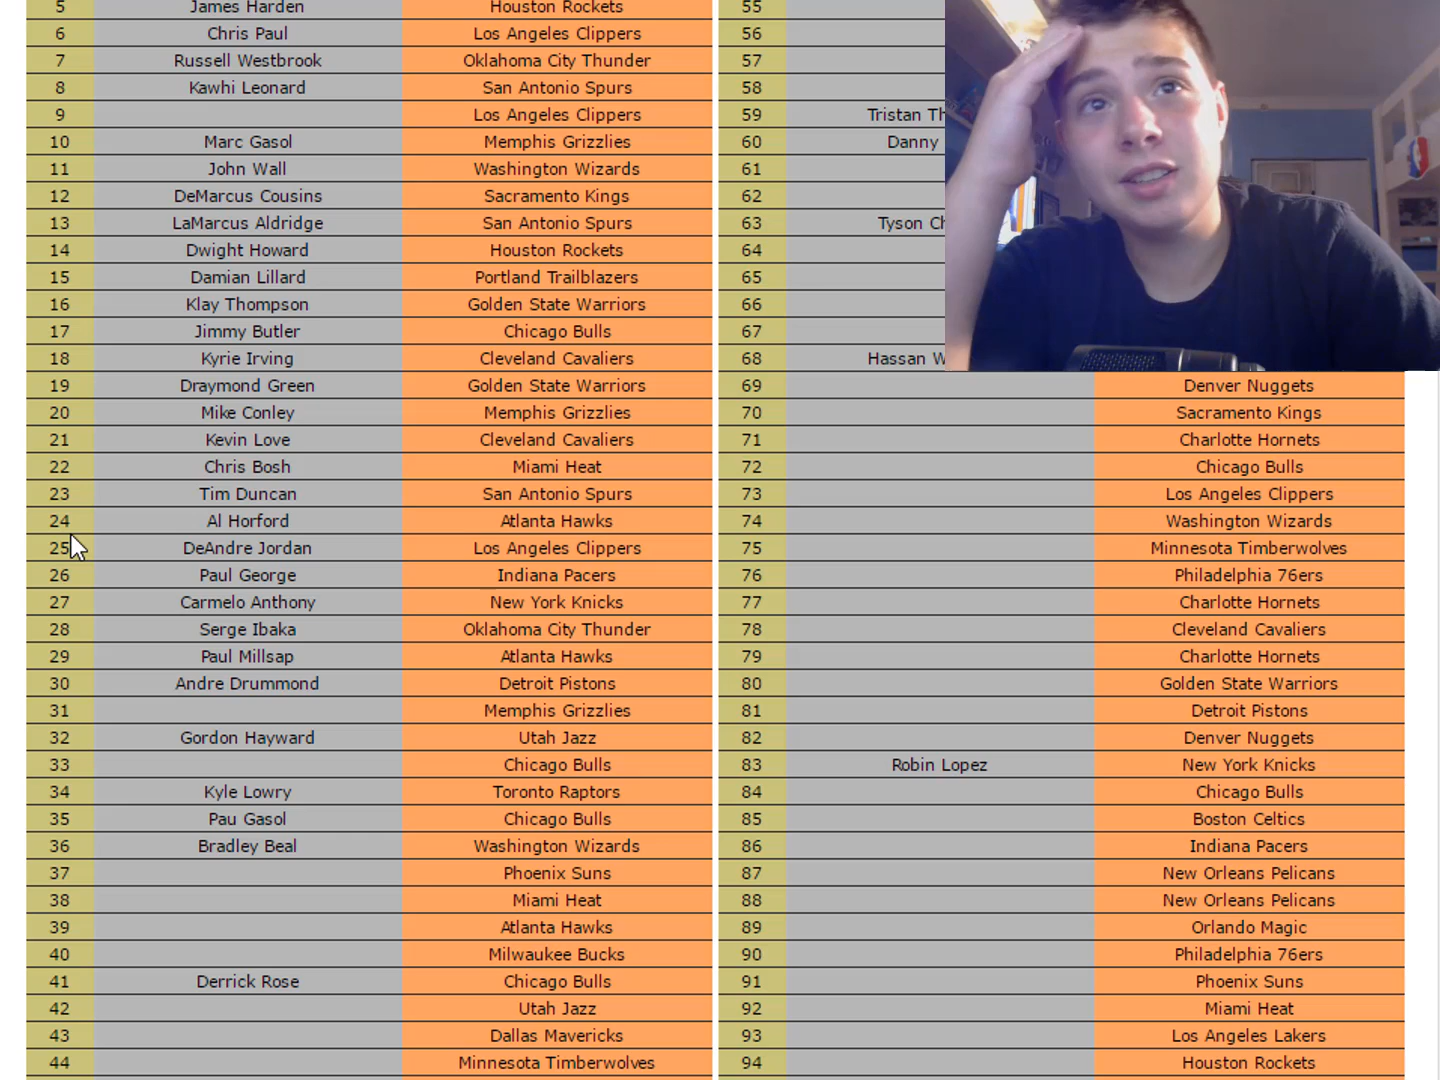 5 James Harden Houston Rockets 55
6 Chris Paul Los Angeles Clippers 56
7 Russell Westbrook Oklahoma City Thunder 57
8 Kawhi Leonard San Antonio Spurs 58
9 Los Angeles Clippers 59 Tristan Th
10 Marc Gasol Memphis Grizzlies 60 Danny
11 John Wall Washington Wizards 61
12 DeMarcus Cousins Sacramento Kings 62
13 LaMarcus Aldridge San Antonio Spurs 63 Tyson Ch
14 Dwight Howard Houston Rockets 64
15 Damian Lillard Portland Trailblazers 65
16 Klay Thompson Golden State Warriors 66
17 Jimmy Butler Chicago Bulls 67
18 Kyrie Irving Cleveland Cavaliers 68 Hassan W
19 Draymond Green Golden State Warriors 69 Denver Nuggets
20 Mike Conley Memphis Grizzlies 70 Sacramento Kings
21 Kevin Love Cleveland Cavaliers 71 Charlotte Hornets
22 Chris Bosh Miami Heat 72 Chicago Bulls
23 Tim Duncan San Antonio Spurs 73 Los Angeles Clippers
24 Al Horford Atlanta Hawks 74 Washington Wizards
25 DeAndre Jordan Los Angeles Clippers 75 Minnesota Timberwolves
26 Paul George Indiana Pacers 76 Philadelphia 76ers
27 Carmelo Anthony New York Knicks 77 Charlotte Hornets
28 Serge Ibaka Oklahoma City Thunder 78 Cleveland Cavaliers
29 Paul Millsap Atlanta Hawks 79 Charlotte Hornets
30 Andre Drummond Detroit Pistons 80 Golden State Warriors
31 Memphis Grizzlies 81 Detroit Pistons
32 Gordon Hayward Utah Jazz 82 Denver Nuggets
33 Chicago Bulls 83 Robin Lopez New York Knicks
34 Kyle Lowry Toronto Raptors 84 Chicago Bulls
35 Pau Gasol Chicago Bulls 85 Boston Celtics
36 Bradley Beal Washington Wizards 86 Indiana Pacers
37 Phoenix Suns 87 New Orleans Pelicans
38 Miami Heat 88 New Orleans Pelicans
39 Atlanta Hawks 89 Orlando Magic
40 Milwaukee Bucks 90 Philadelphia 76ers
41 Derrick Rose Chicago Bulls 91 Phoenix Suns
42 Utah Jazz 92 Miami Heat
43 Dallas Mavericks 93 Los Angeles Lakers
44 Minnesota Timberwolves 94 Houston Rockets